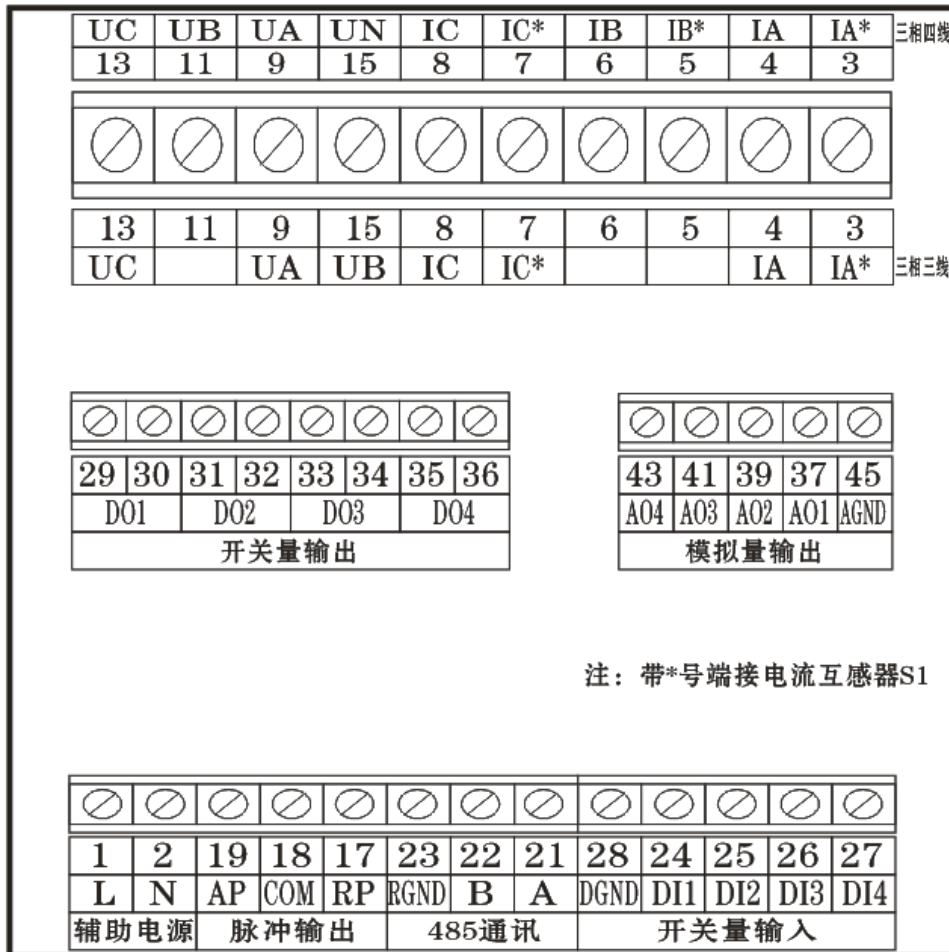 UC UB UA UN IC IC* IB IB* IA IA* 三相四线
13 11 9 15 8 7 6 5 4 3
13 11 9 15 8 7 6 5 4 3
UC UA UB IC IC* IA IA* 三相三线
29 30 31 32 33 34 35 36
DO1 DO2 DO3 DO4
开关量输出
43 41 39 37 45
AO4 AO3 AO2 AO1 AGND
模拟量输出
注：带*号端接电流互感器S1
1 2 19 18 17 23 22 21 28 24 25 26 27
L N AP COM RP RGND B A DGND DI1 DI2 DI3 DI4
辅助电源 脉冲输出 485通讯 开关量输入